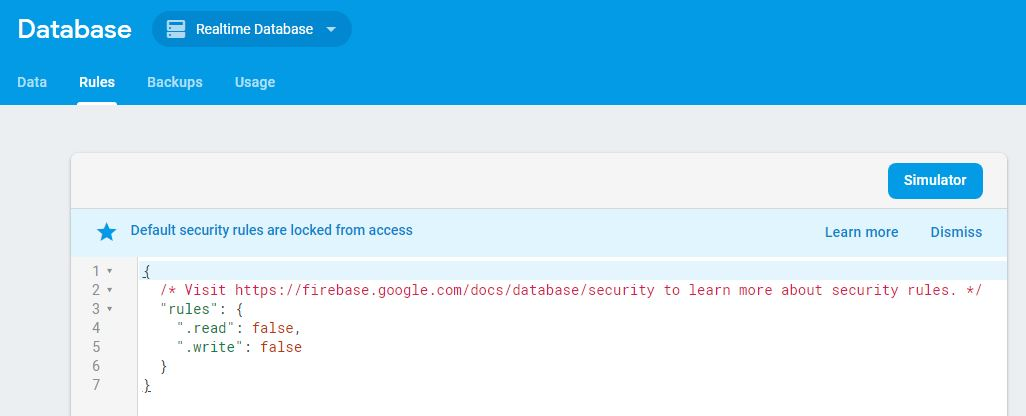 Database
Realtime Database
Data Rules Backups Usage
Simulator
Default security rules are locked from access Learn more Dismiss
1 {
2 /* Visit https://firebase.google.com/docs/database/security to learn more about security rules. */
3 "rules": {
4 ".read": false,
5 ".write": false
6 }
7 }